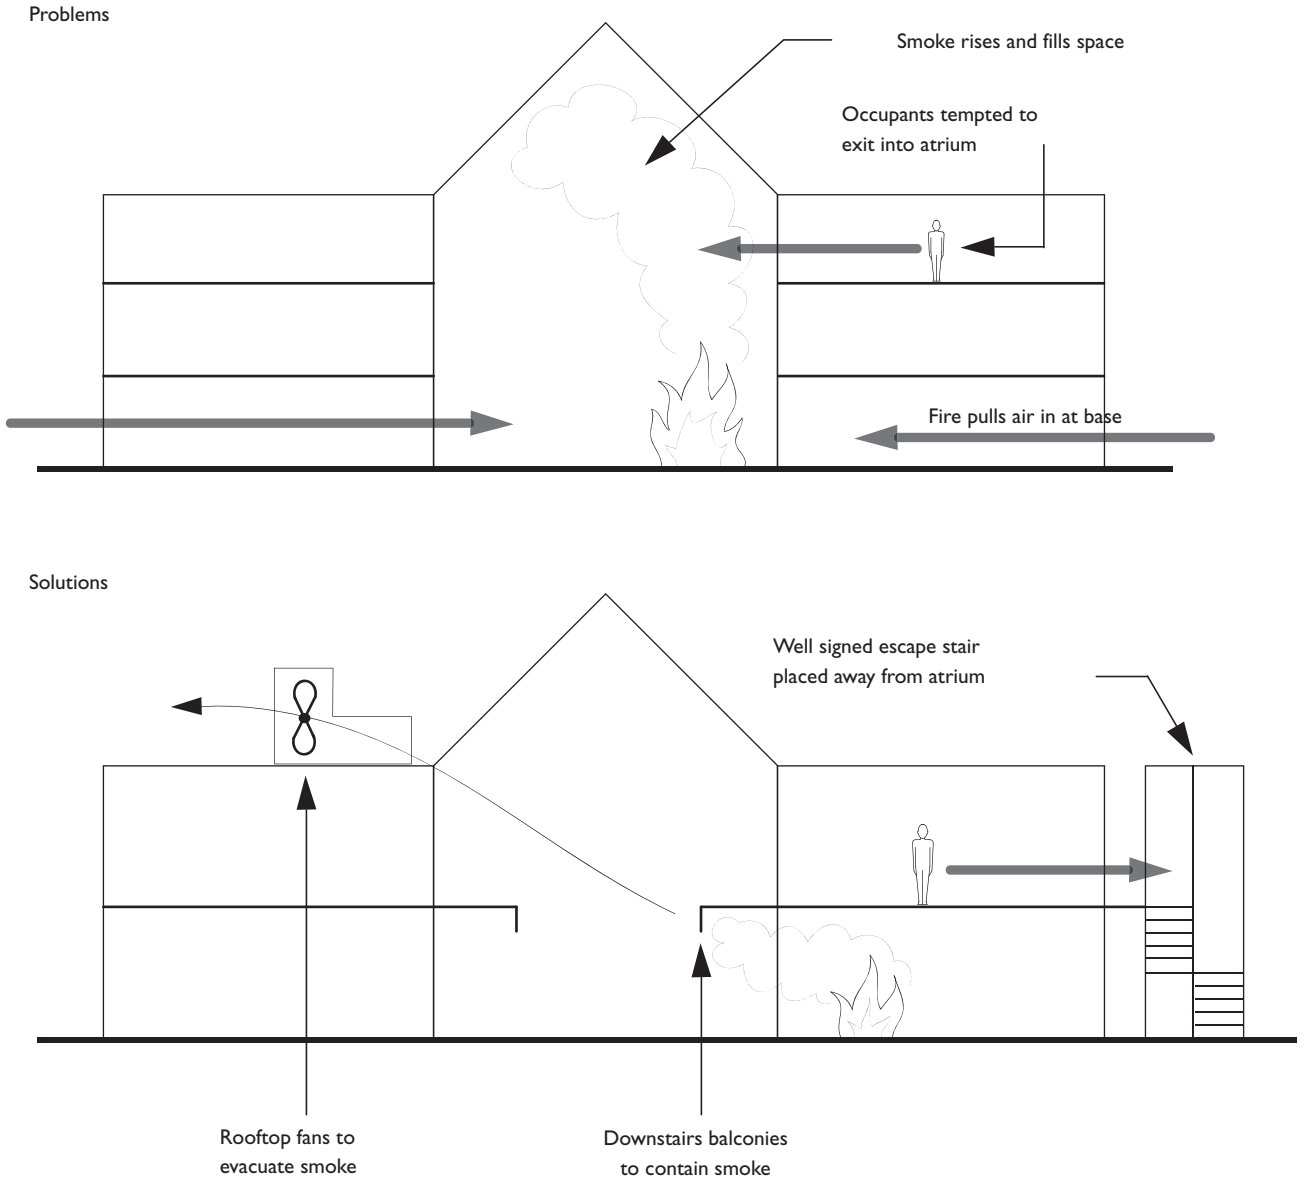 Problems
Smoke rises and fills space
Occupants tempted to
exit into atrium
Fire pulls air in at base
Solutions
Well signed escape stair
placed away from atrium
Rooftop fans to
evacuate smoke
Downstairs balconies
to contain smoke